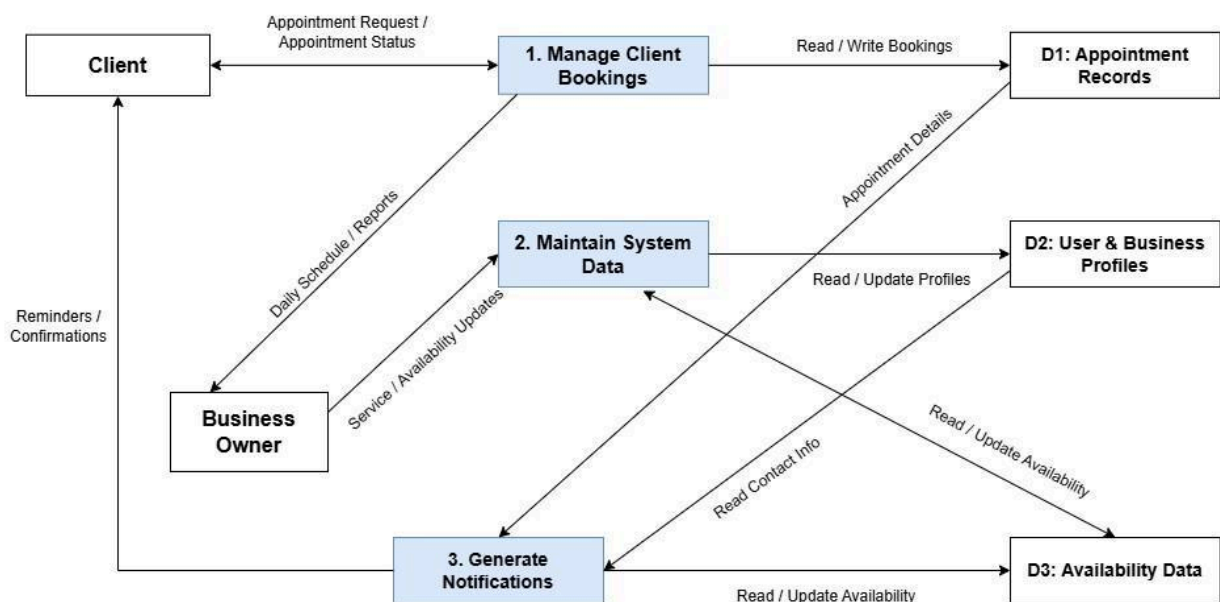 Appointment Request /
Appointment Status
Client
1. Manage Client
Bookings
Read / Write Bookings
D1: Appointment
Records
Appointment Details
Daily Schedule / Reports
2. Maintain System
Data
Read / Update Profiles
D2: User & Business
Profiles
Reminders /
Confirmations
Service / Availability Updates
Business
Owner
Read / Update Availability
Read Contact Info
3. Generate
Notifications
Read / Update Availability
D3: Availability Data